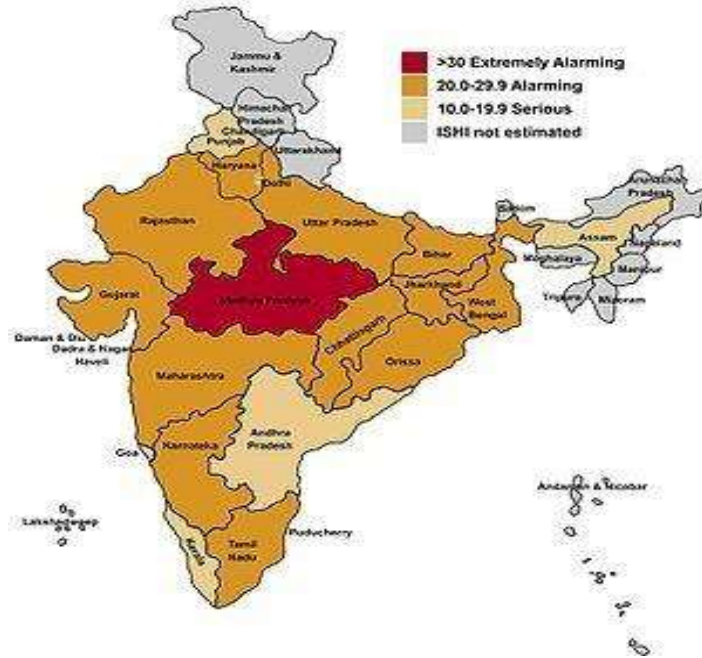 Jammu &
Kashmir
>30 Extremely Alarming
20.0-29.9 Alarming
10.0-19.9 Serious
ISHI not estimated
Himachal
Pradesh
Chandigarh
Punjab
Uttarakhand
Haryana
Delhi
Rajasthan
Uttar Pradesh
Sikkim
Arunachal
Pradesh
Assam
Nagaland
Meghalaya
Manipur
Tripura
Mizoram
Bihar
Jharkhand
West
Bengal
Gujarat
Madhya Pradesh
Chhattisgarh
Orissa
Daman & Diu
Dadra & Nagar
Haveli
Maharashtra
Andhra
Pradesh
Goa
Karnataka
Andaman & Nicobar
Lakshadweep
Puducherry
Kerala
Tamil
Nadu